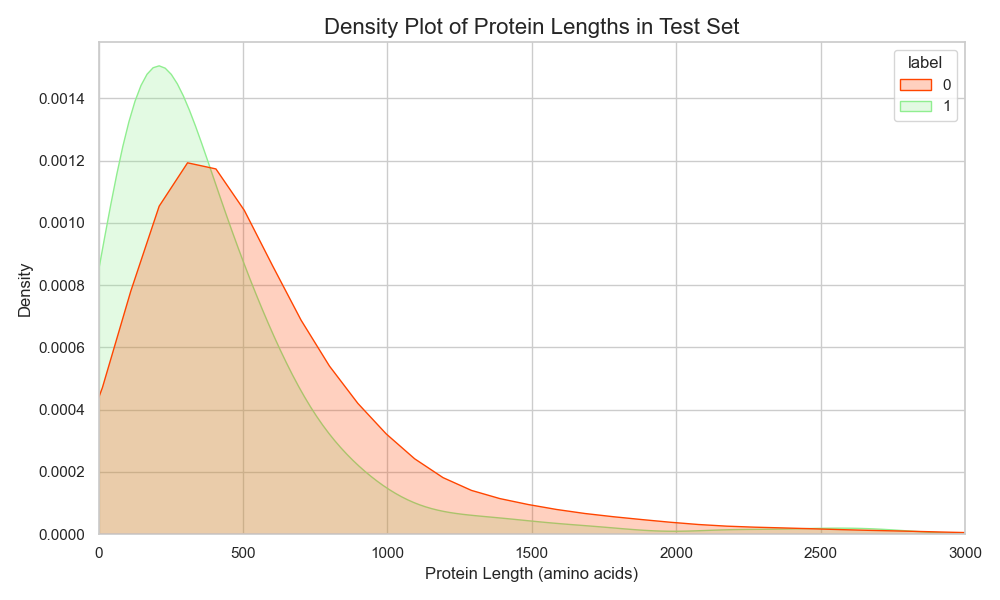 Density Plot of Protein Lengths in Test Set
label
0
1
0.0014
0.0012
0.0010
0.0008
0.0006
0.0004
0.0002
0.0000
Density
0 500 1000 1500 2000 2500 3000
Protein Length (amino acids)